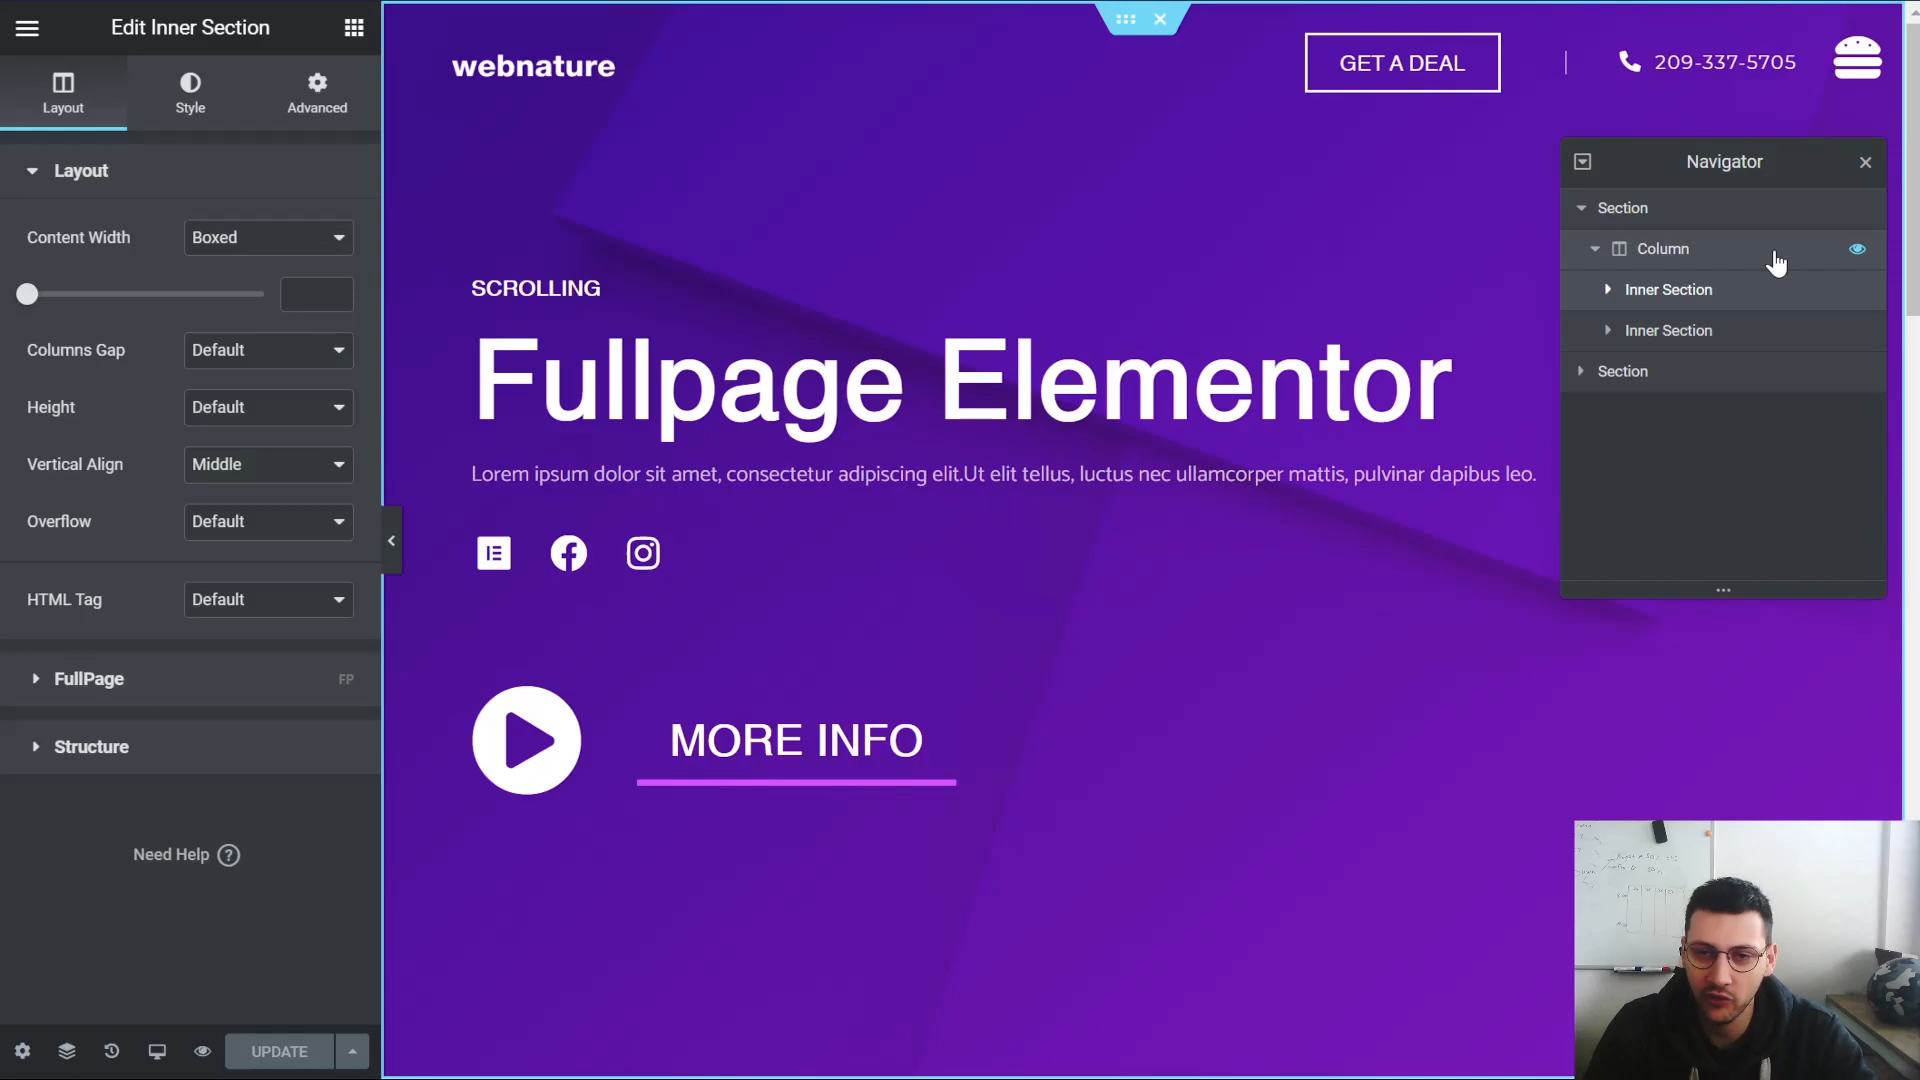 Edit Inner Section
Layout
Style
Advanced
Layout
Content Width
Boxed
Columns Gap
Default
Height
Default
Vertical Align
Middle
Overflow
Default
HTML Tag
Default
FullPage
FP
Structure
Need Help ?
UPDATE
webnature
GET A DEAL
209-337-5705
SCROLLING
Fullpage Elementor
Lorem ipsum dolor sit amet, consectetur adipiscing elit.Ut elit tellus, luctus nec ullamcorper mattis, pulvinar dapibus leo.
MORE INFO
Navigator
Section
Column
Inner Section
Inner Section
Section